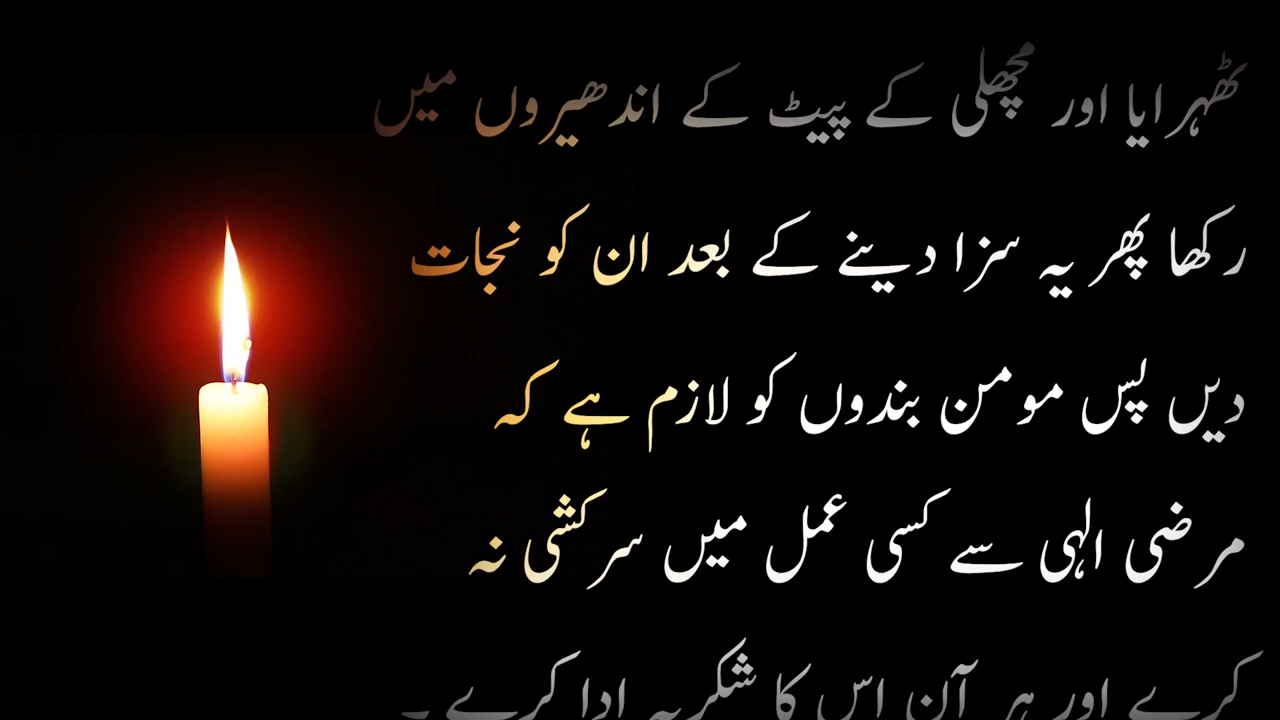 ٹھہرایا اور مچھلی کے پیٹ کے اندھیروں میں
رکھا پھر یہ سزا دینے کے بعد ان کو نجات
دیں پس مومن بندوں کو لازم ہے کہ
مرضی الہی سے کسی عمل میں سرکشی نہ
کرے اور ہر آن اس کا شکریہ ادا کرے ۔